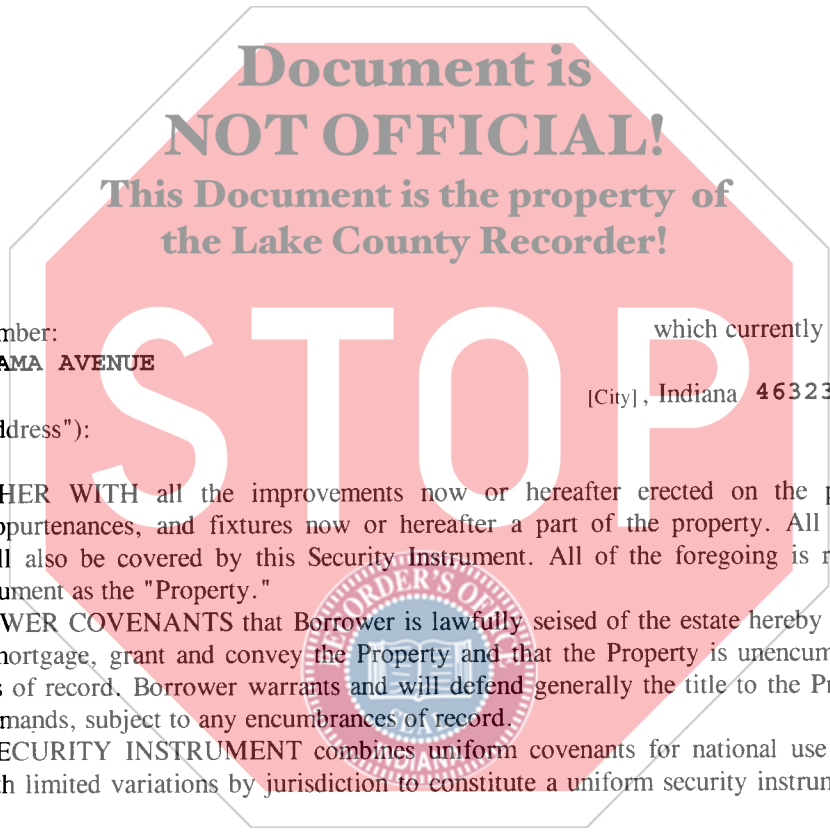 Document is
NOT OFFICIAL!
This Document is the property of
the Lake County Recorder!
STOP
mber: which currently
AMA AVENUE
[City], Indiana 46323
ddress"):
HER WITH all the improvements now or hereafter erected on the p
ppurtenances, and fixtures now or hereafter a part of the property. All
ll also be covered by this Security Instrument. All of the foregoing is r
ument as the "Property."
WER COVENANTS that Borrower is lawfully seised of the estate hereby
nortgage, grant and convey the Property and that the Property is unencum
s of record. Borrower warrants and will defend generally the title to the Pr
mands, subject to any encumbrances of record.
ECURITY INSTRUMENT combines uniform covenants for national use
th limited variations by jurisdiction to constitute a uniform security instrum
RECORDER'S OFFICE